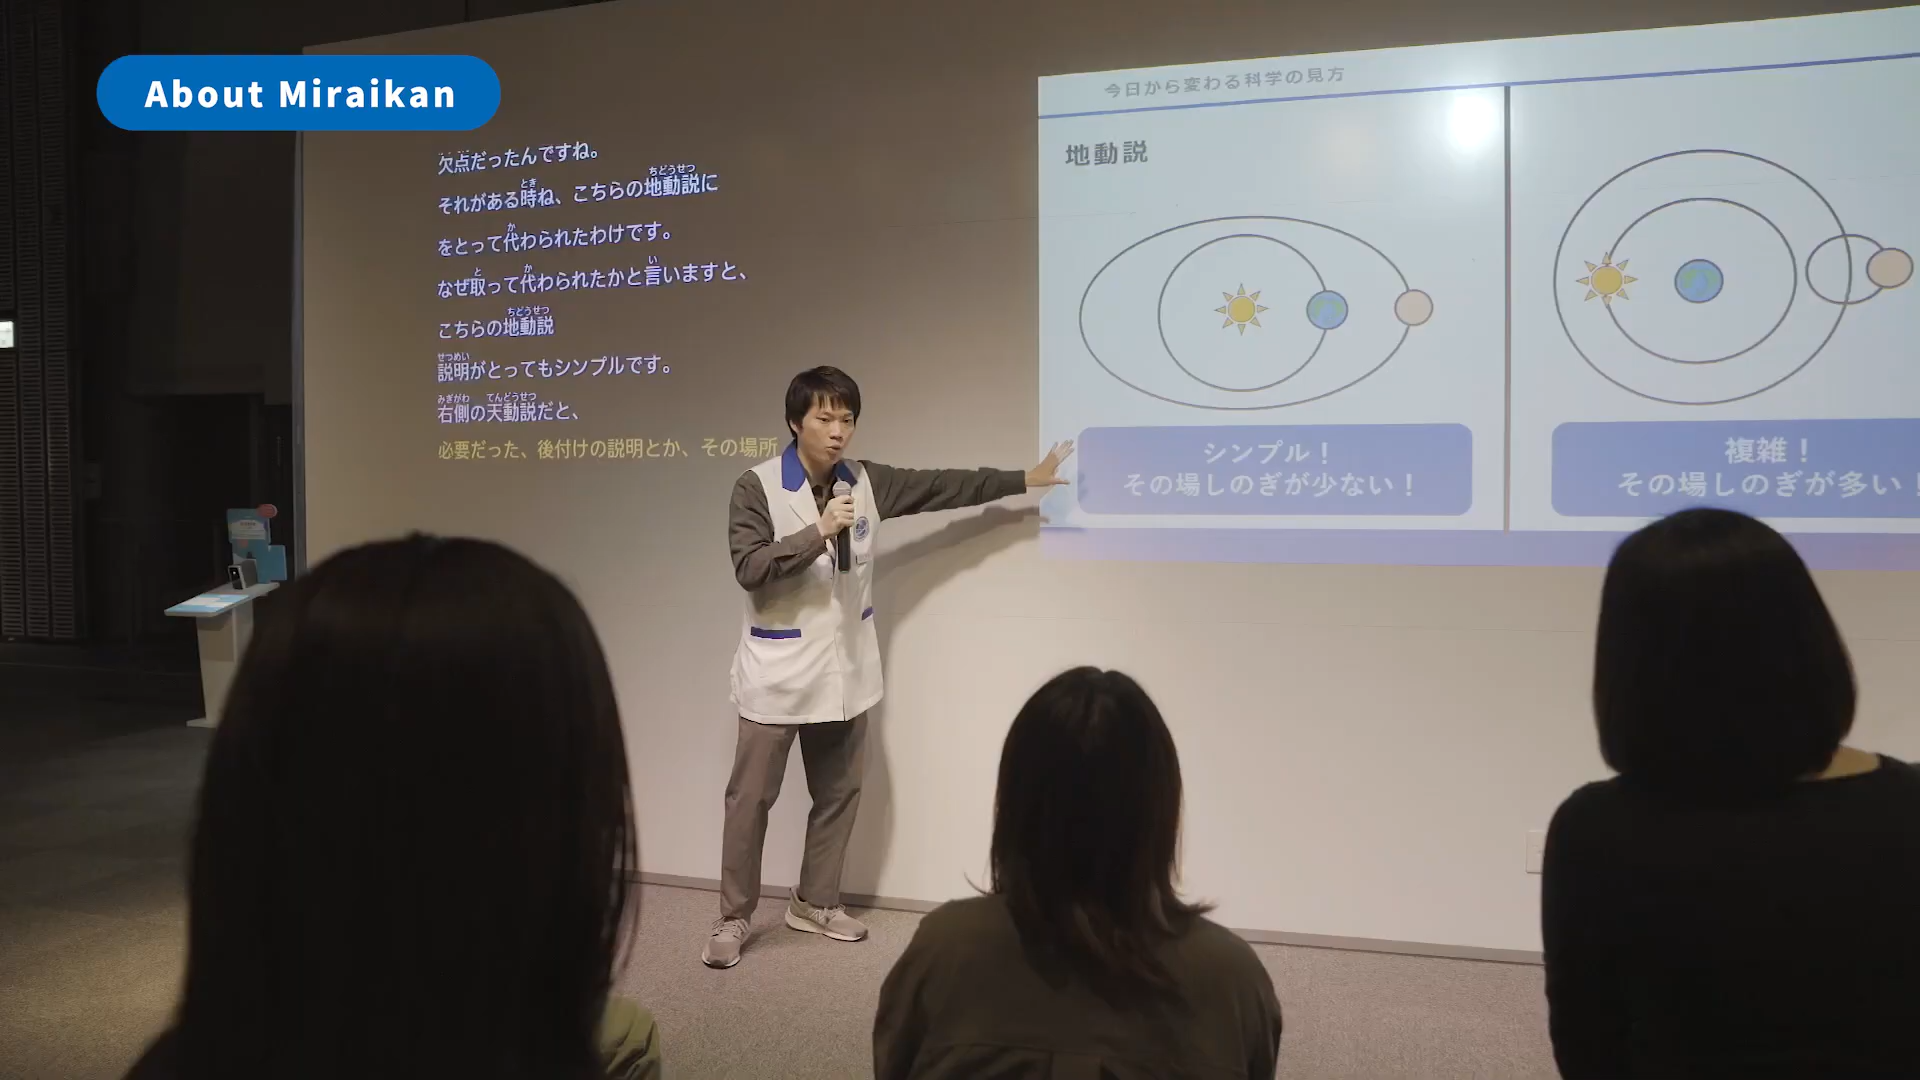 About Miraikan
欠点だったんですね。
それがある時ね、こちらの地動説に
をとって代わられたわけです。
なぜ取って代わられたかと言いますと、
こちらの地動説
説明がとってもシンプルです。
右側の天動説だと、
必要だった、後付けの説明とか、その場所
今日から変わる科学の見方
地動説
シンプル！
その場しのぎが少ない！
複雑！
その場しのぎが多い！